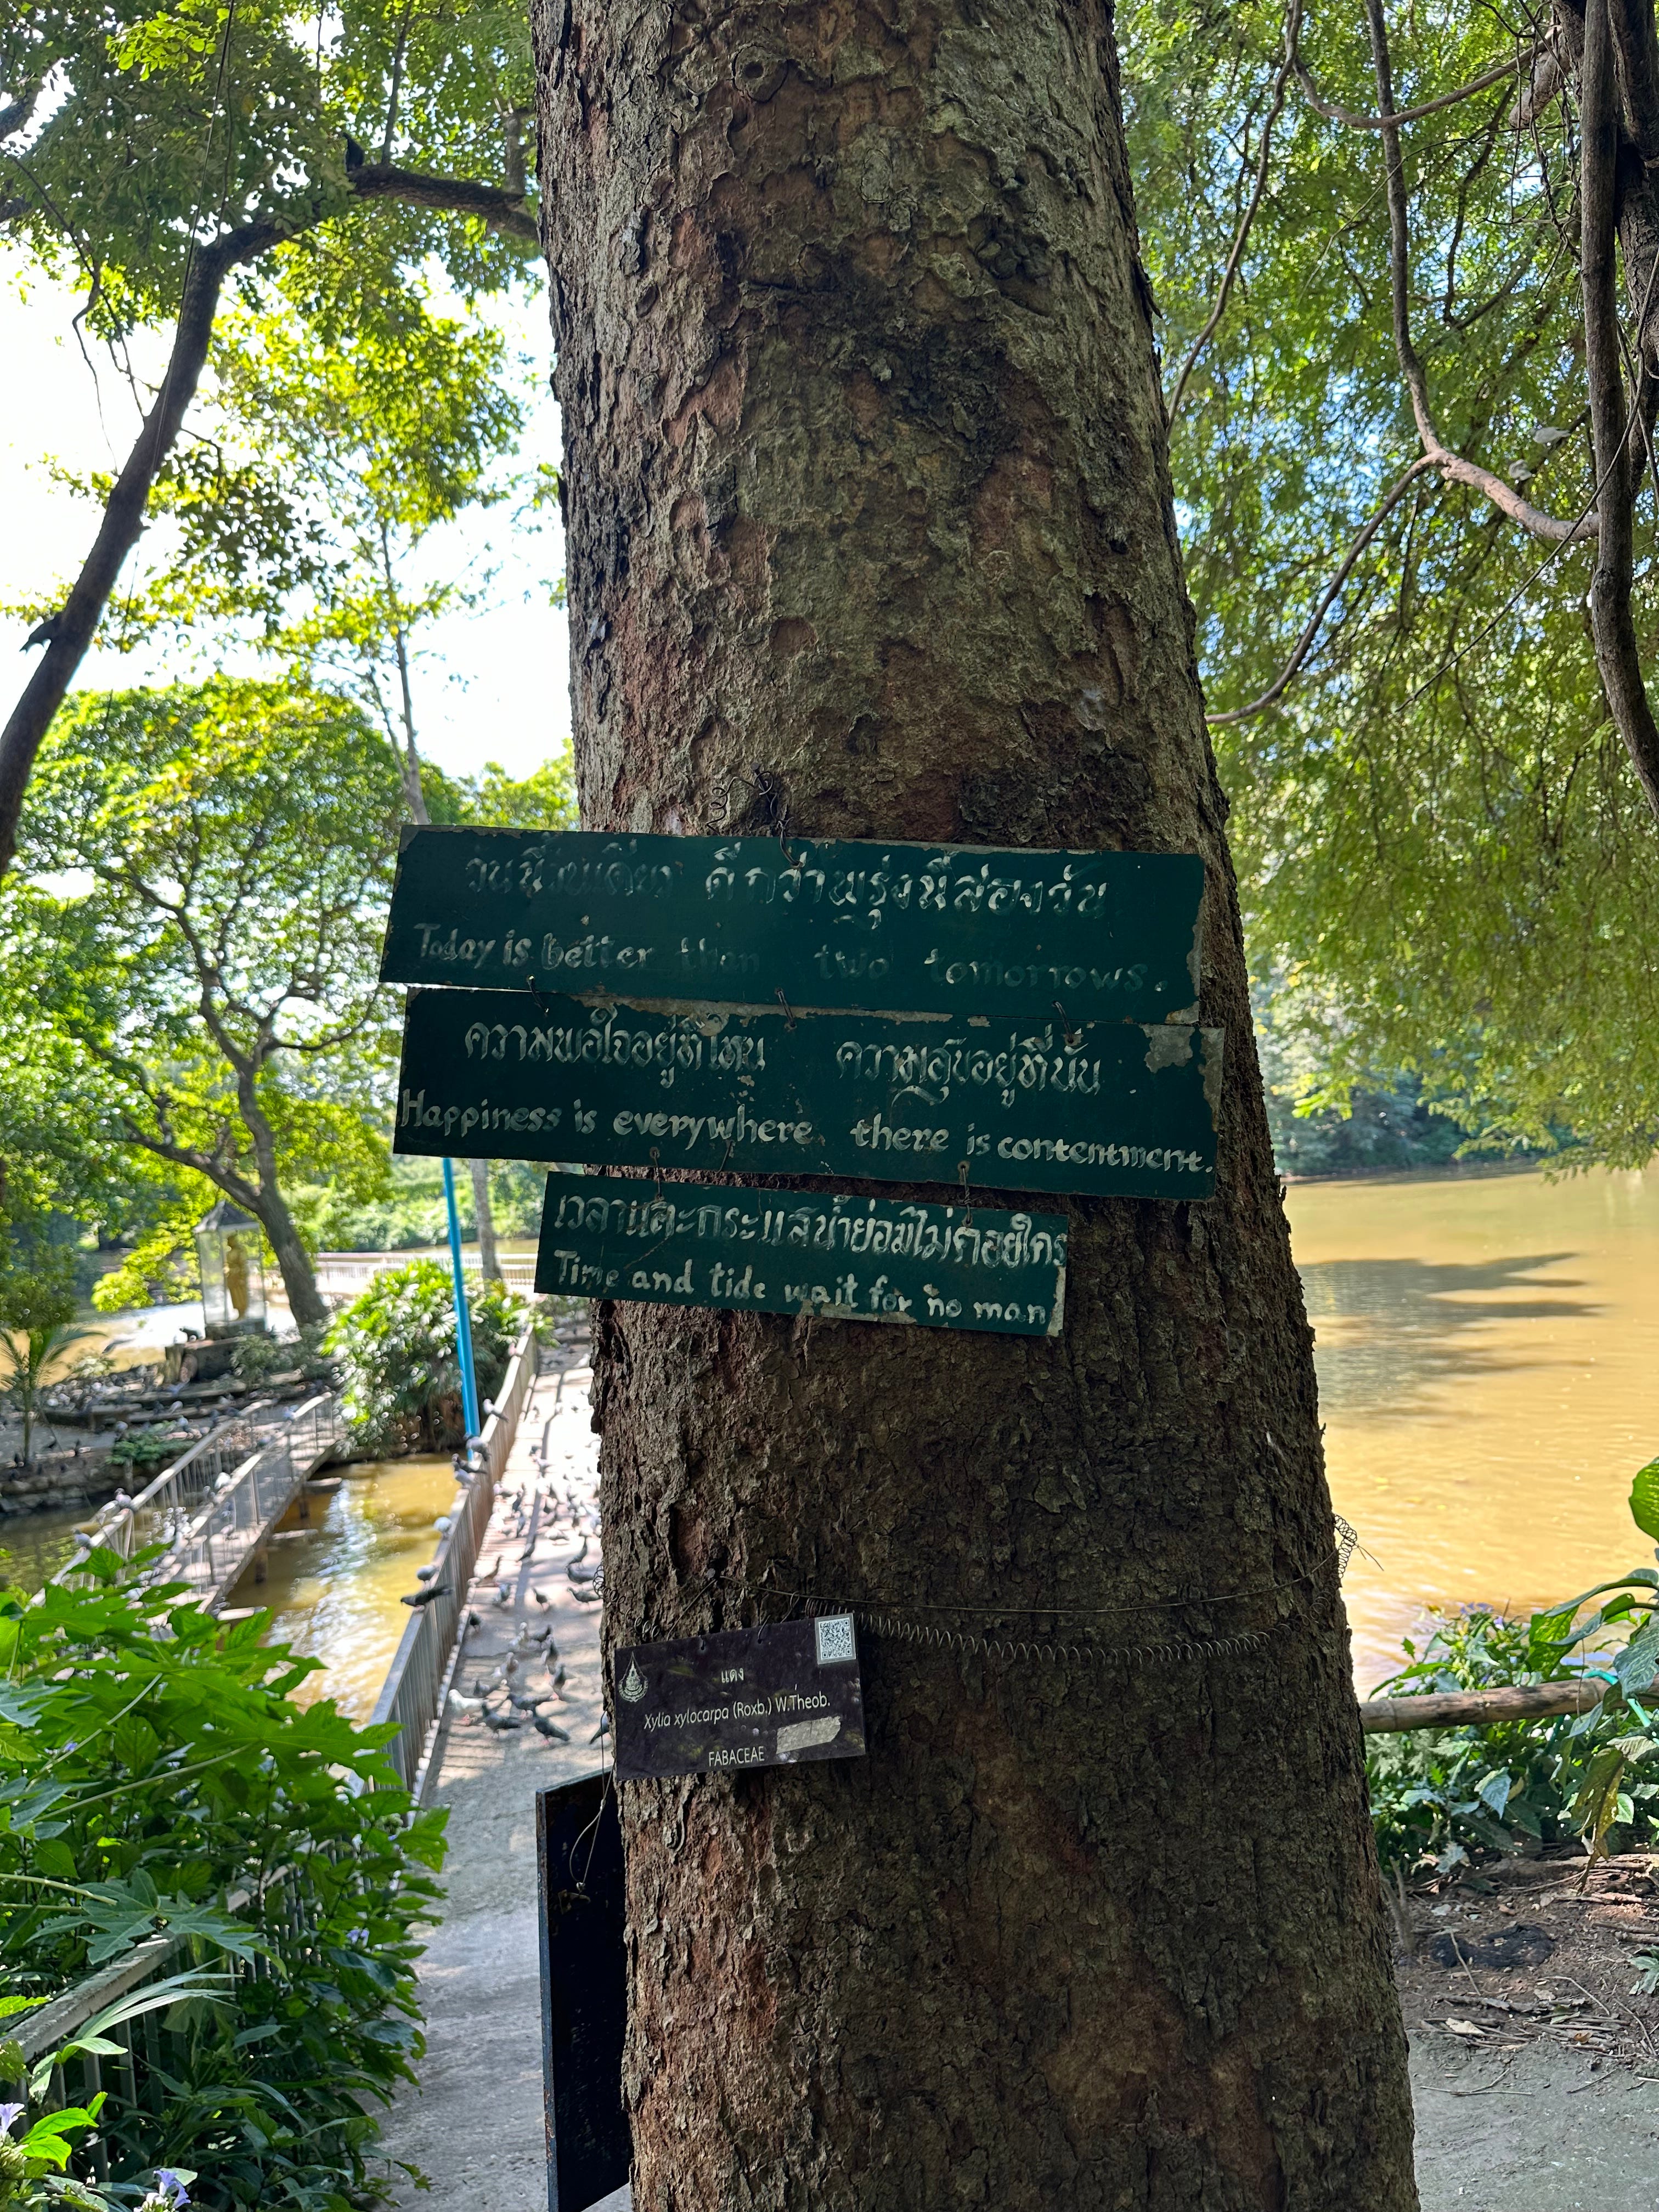 วันนี้วันเดียว ดีกว่าพรุ่งนี้สองวัน
Today is better than two tomorrows.
ความพอใจอยู่ที่ไหน ความสุขอยู่ที่นั่น
Happiness is everywhere, there is contentment.
เวลาและกระแสน้ำย่อมไม่คอยใคร
Time and tide wait for no man
แดง
Xylia xylocarpa (Roxb.) W.Theob.
FABACEAE